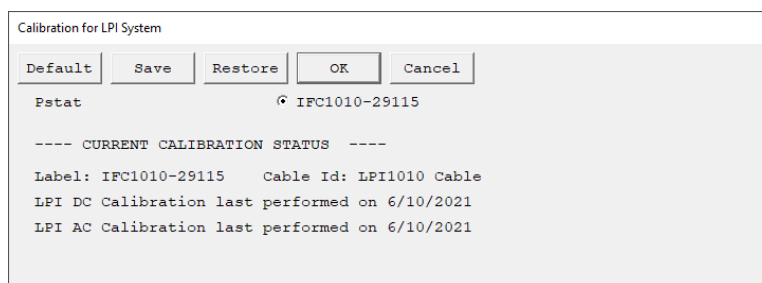 Calibration for LPI System
Default Save Restore OK Cancel
Pstat IFC1010-29115
---- CURRENT CALIBRATION STATUS ----
Label: IFC1010-29115 Cable Id: LPI1010 Cable
LPI DC Calibration last performed on 6/10/2021
LPI AC Calibration last performed on 6/10/2021